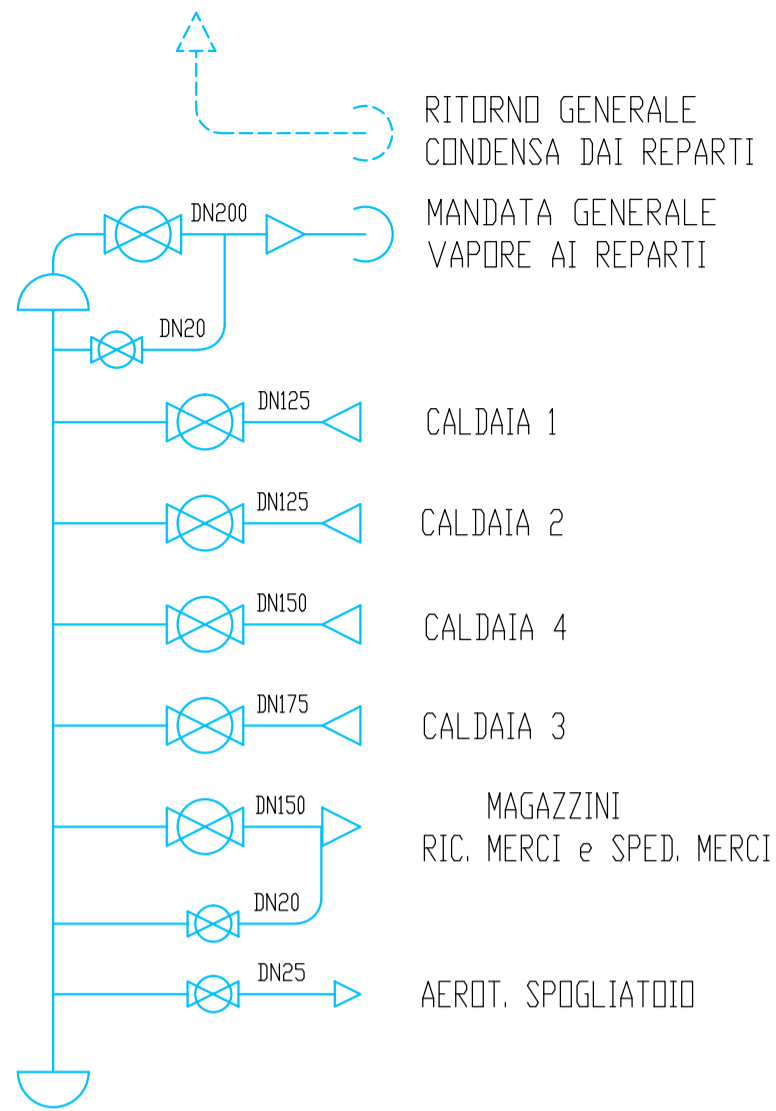 RITORNO GENERALE
CONDENSA DAI REPARTI
DN200
MANDATA GENERALE
VAPORE AI REPARTI
DN20
DN125
CALDAIA 1
DN125
CALDAIA 2
DN150
CALDAIA 4
DN175
CALDAIA 3
DN150
MAGAZZINI
RIC. MERCI e SPED. MERCI
DN20
DN25
AEROT. SPOGLIATOIO